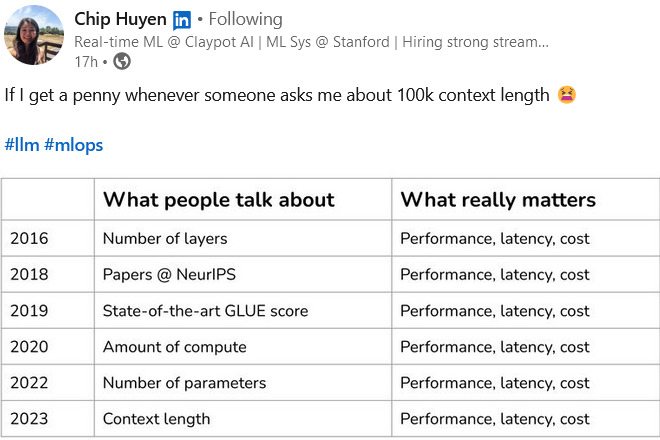 Chip Huyen in • Following
Real-time ML @ Claypot AI | ML Sys @ Stanford | Hiring strong stream...
17h •
If I get a penny whenever someone asks me about 100k context length 😝
#llm #mlops
What people talk about What really matters
2016 Number of layers Performance, latency, cost
2018 Papers @ NeurIPS Performance, latency, cost
2019 State-of-the-art GLUE score Performance, latency, cost
2020 Amount of compute Performance, latency, cost
2022 Number of parameters Performance, latency, cost
2023 Context length Performance, latency, cost